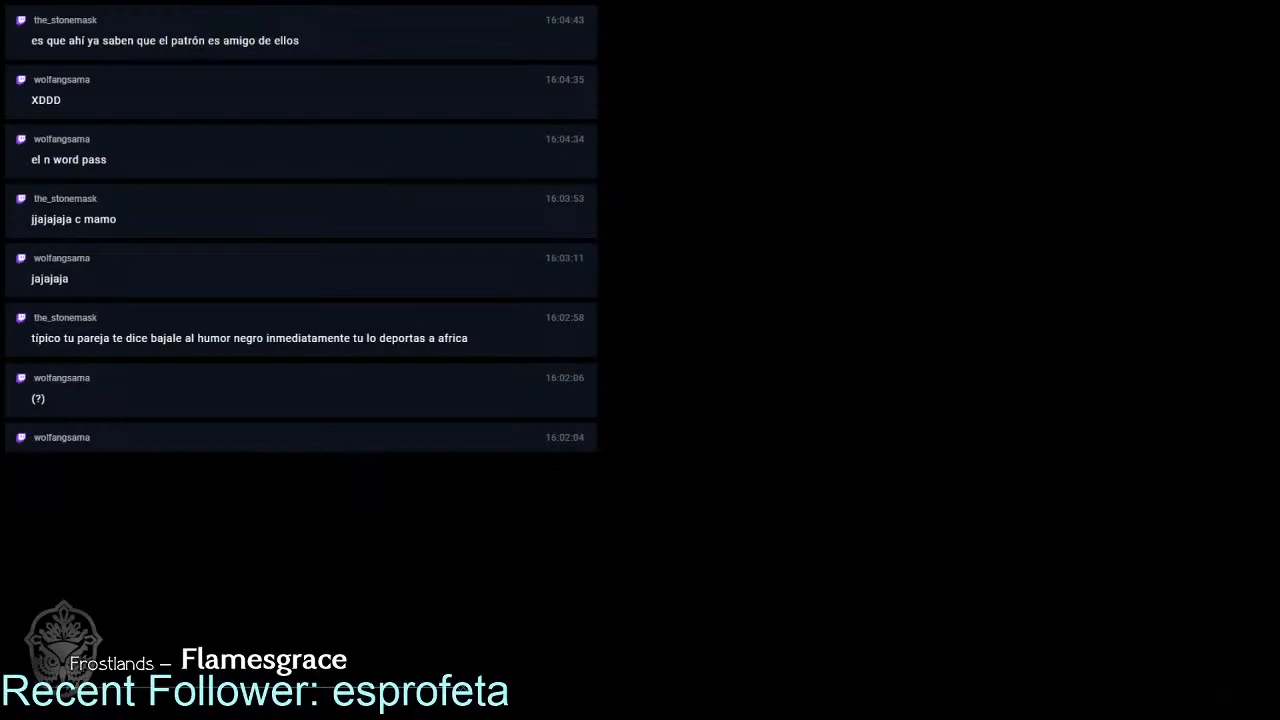 the_stonemask 16:04:43
es que ahí ya saben que el patrón es amigo de ellos
wolfangsama 16:04:35
XDDD
wolfangsama 16:04:34
el n word pass
the_stonemask 16:03:53
jjajajaja c mamo
wolfangsama 16:03:11
jajajaja
the_stonemask 16:02:58
típico tu pareja te dice bajale al humor negro inmediatamente tu lo deportas a africa
wolfangsama 16:02:06
(?)
wolfangsama 16:02:04
Frostlands – Flamesgrace
Recent Follower: esprofeta